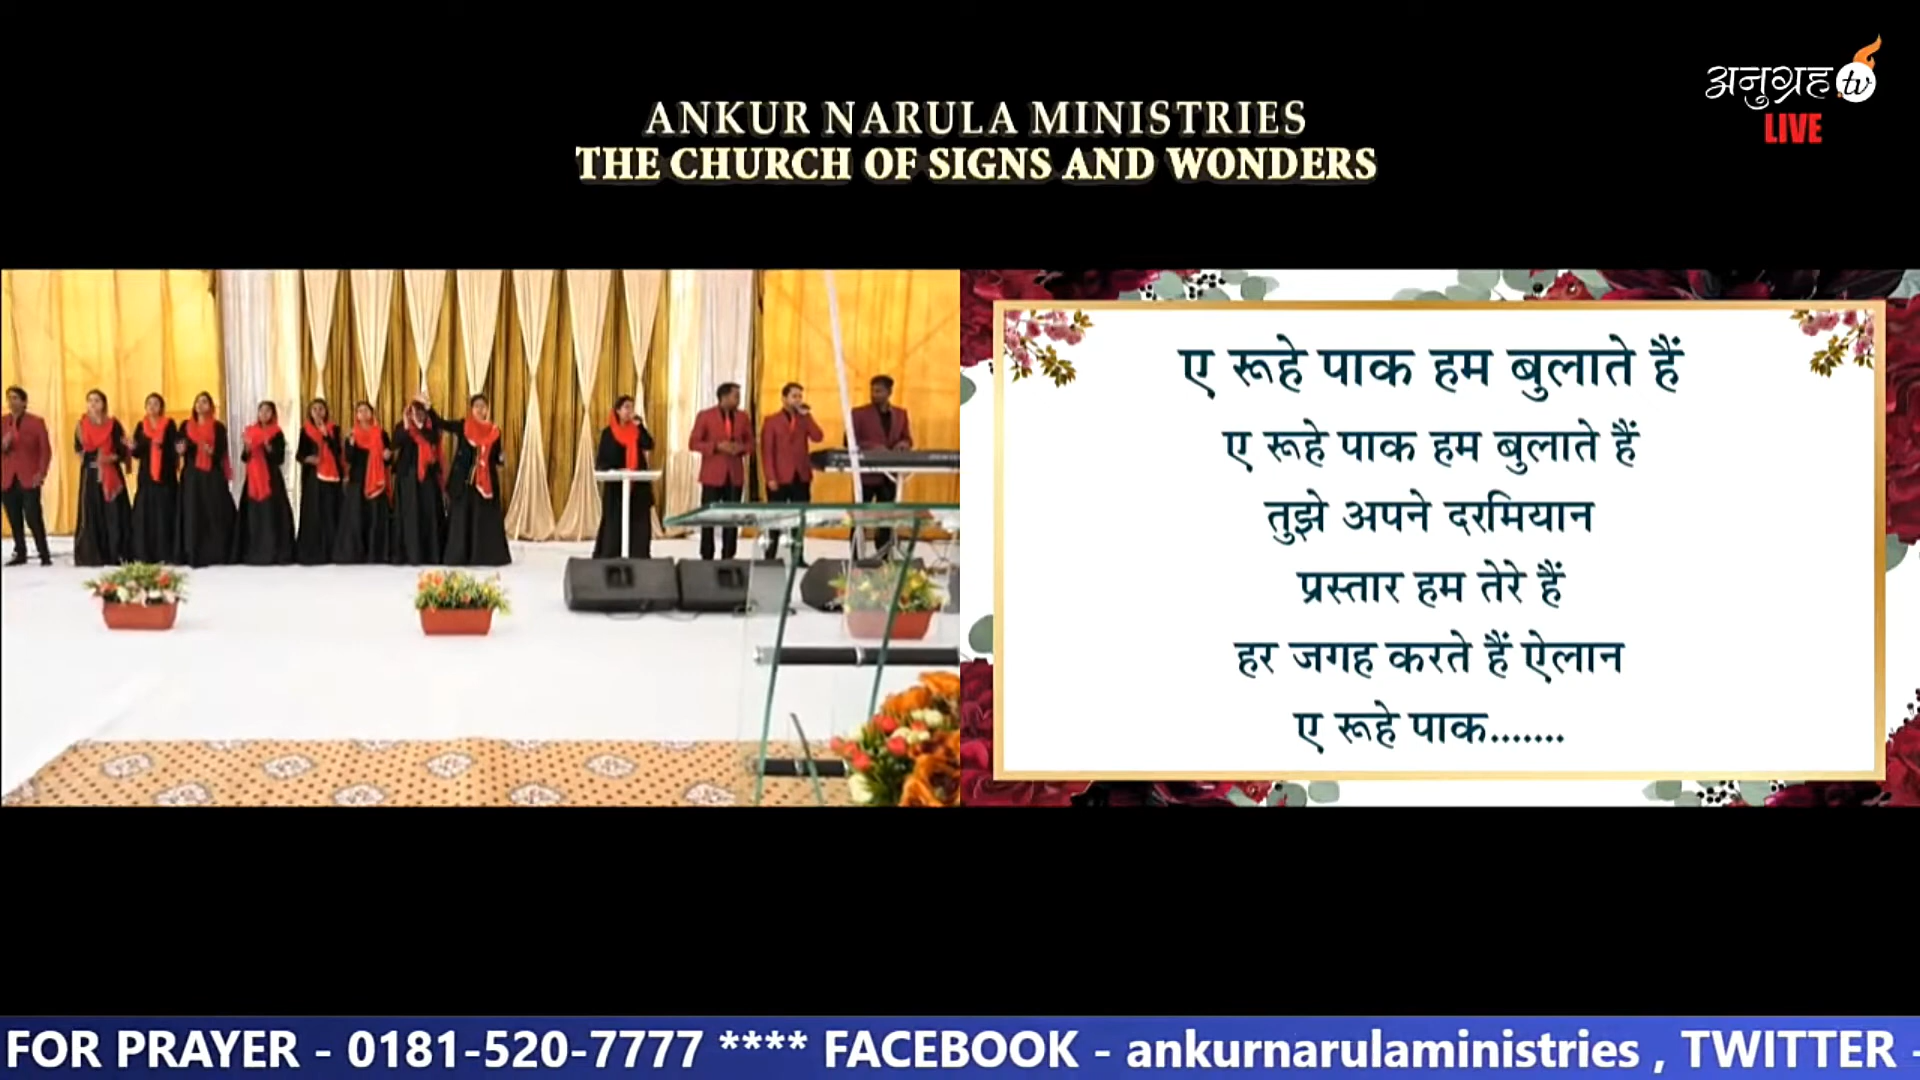 अनुग्रह tv
LIVE
ANKUR NARULA MINISTRIES
THE CHURCH OF SIGNS AND WONDERS
ए रूहे पाक हम बुलाते हैं
ए रूहे पाक हम बुलाते हैं
तुझे अपने दरमियान
प्रस्तार हम तेरे हैं
हर जगह करते हैं ऐलान
ए रूहे पाक.......
FOR PRAYER - 0181-520-7777 **** FACEBOOK - ankurnarulaministries , TWITTER -